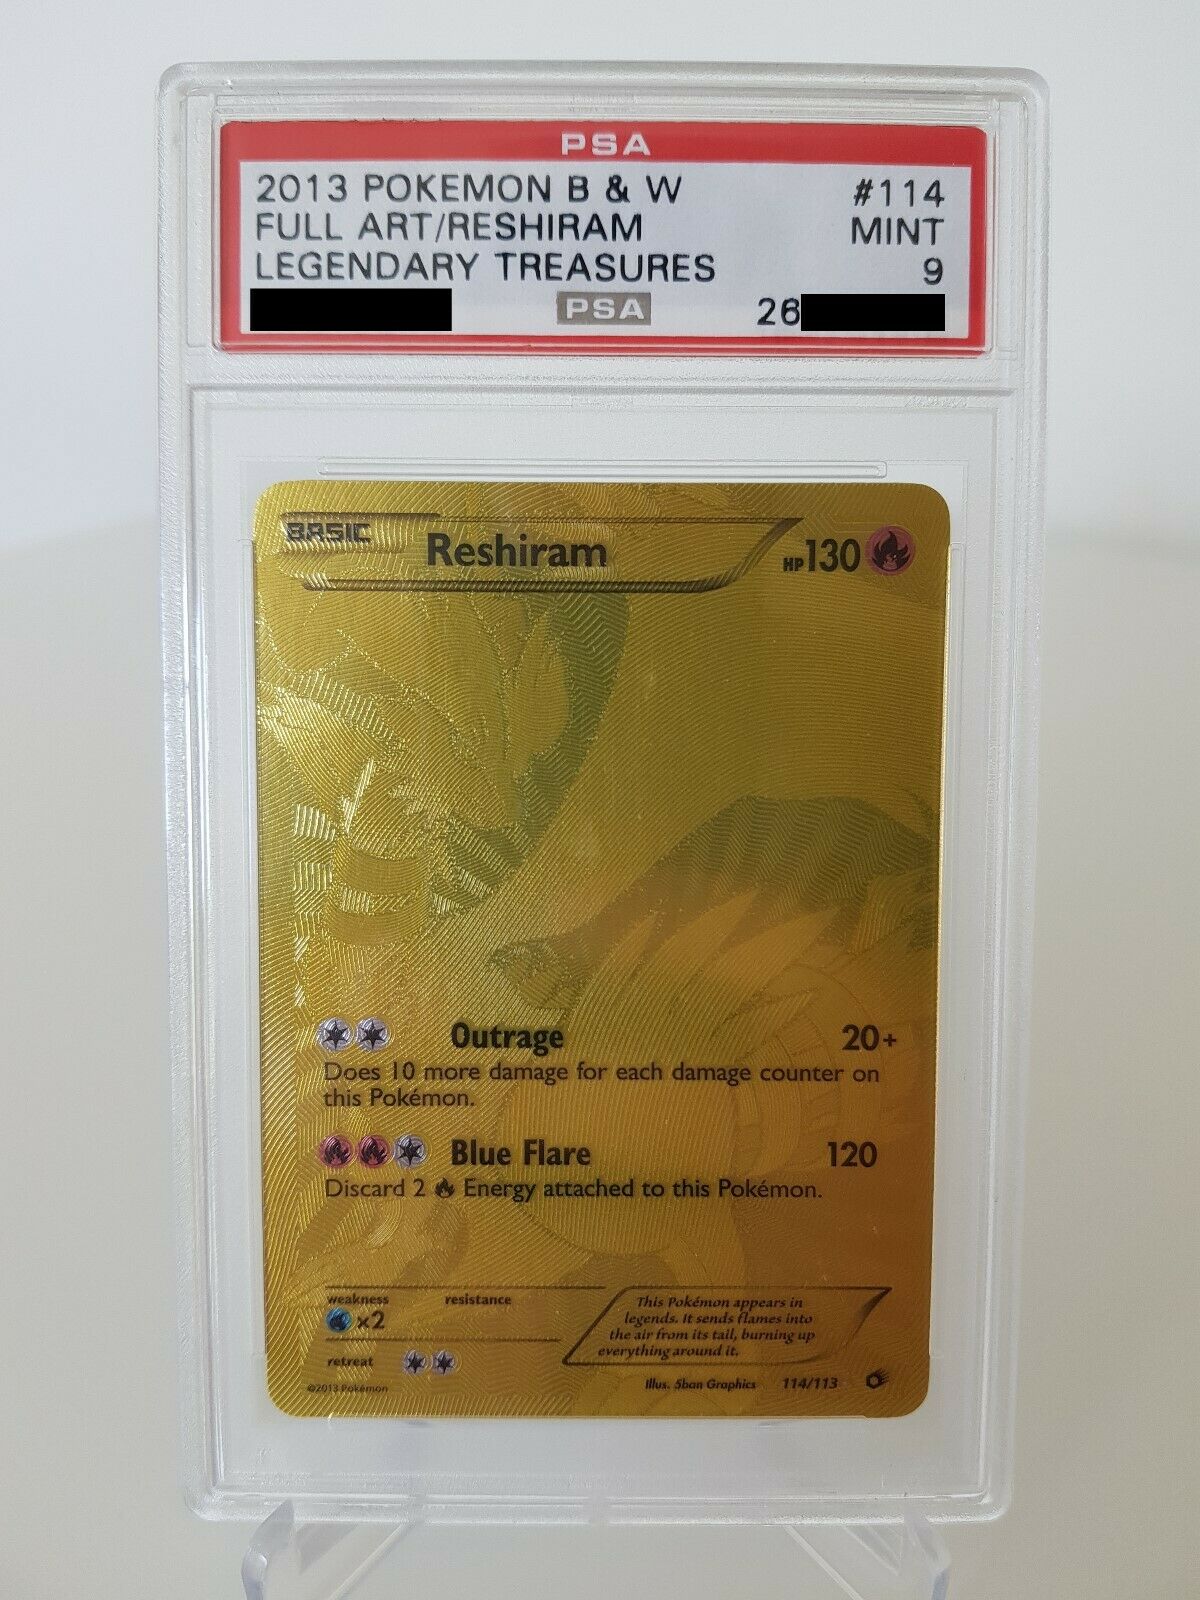 PSA
2013 POKEMON B & W #114
FULL ART/RESHIRAM MINT
LEGENDARY TREASURES 9
PSA 26
BASIC Reshiram HP 130
Outrage 20+
Does 10 more damage for each damage counter on
this Pokémon.
Blue Flare 120
Discard 2 Energy attached to this Pokémon.
weakness resistance
×2
retreat
This Pokémon appears in
legends. It sends flames into
the air from its tail, burning up
everything around it.
©2013 Pokémon Illus. 5ban Graphics 114/113